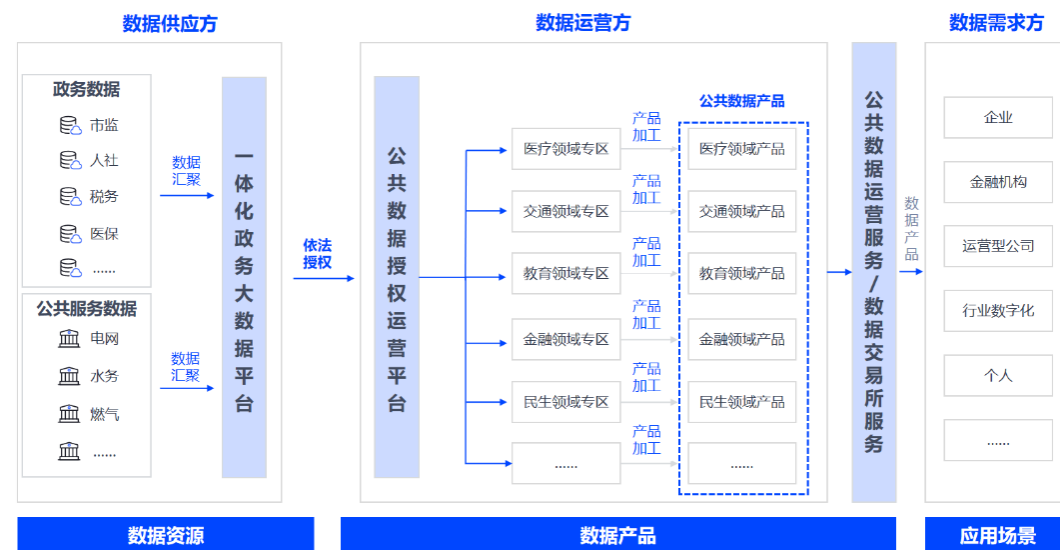 数据供应方
数据运营方
数据需求方
政务数据
市监
人社
税务
医保
......
公共服务数据
电网
水务
燃气
......
数据
汇聚
数据
汇聚
一体化政务大数据平台
依法
授权
公共数据授权运营平台
公共数据产品
医疗领域专区
产品
加工
医疗领域产品
交通领域专区
产品
加工
交通领域产品
教育领域专区
产品
加工
教育领域产品
金融领域专区
产品
加工
金融领域产品
民生领域专区
产品
加工
民生领域产品
......
产品
加工
......
公共数据运营服务/数据交易所服务
数据产品
企业
金融机构
运营型公司
行业数字化
个人
......
数据资源
数据产品
应用场景